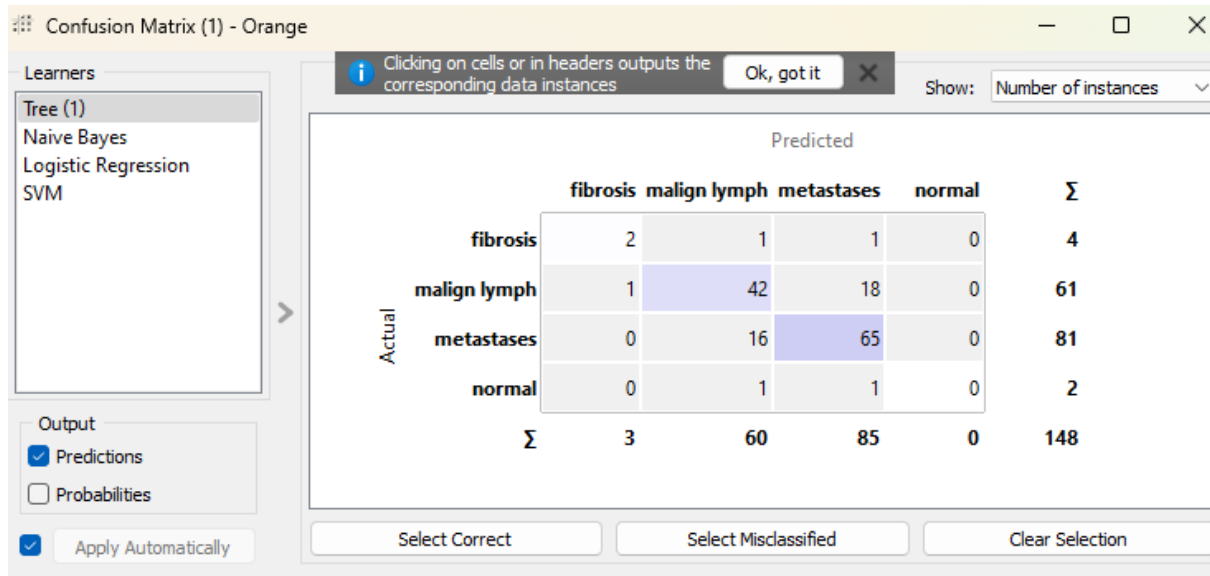 Confusion Matrix (1) - Orange
Learners
Tree (1)
Naive Bayes
Logistic Regression
SVM
Output
Predictions
Probabilities
Apply Automatically
Clicking on cells or in headers outputs the
corresponding data instances
Ok, got it
Show: Number of instances
Predicted
fibrosis malign lymph metastases normal Σ
Actual
fibrosis 2 1 1 0 4
malign lymph 1 42 18 0 61
metastases 0 16 65 0 81
normal 0 1 1 0 2
Σ 3 60 85 0 148
Select Correct
Select Misclassified
Clear Selection